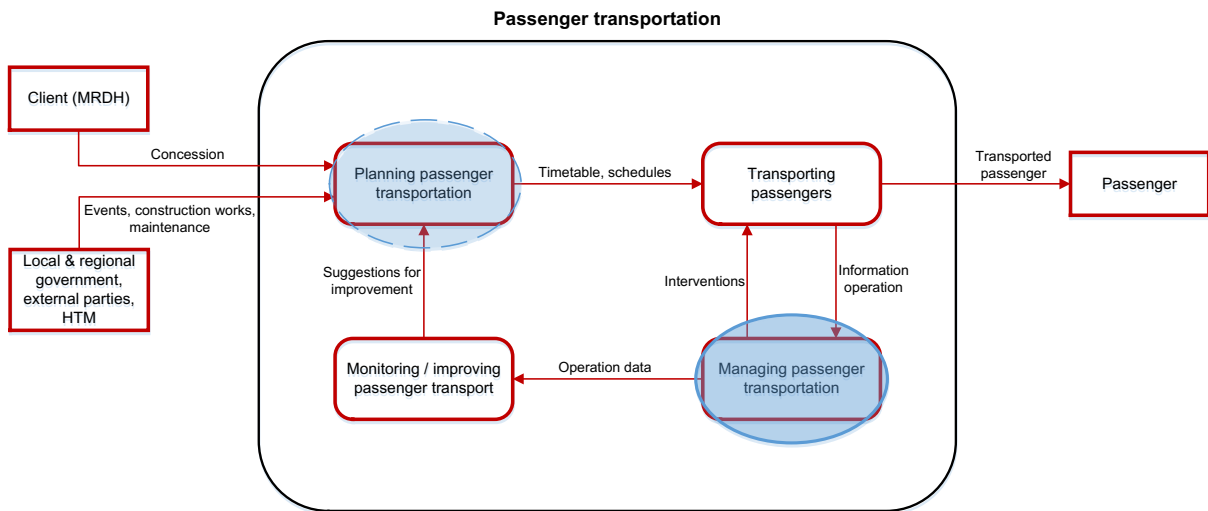 Passenger transportation
Client (MRDH)
Concession
Planning passenger
transportation
Timetable, schedules
Transporting
passengers
Transported
passenger
Passenger
Events, construction works,
maintenance
Local & regional
government,
external parties,
HTM
Suggestions for
improvement
Interventions
Information
operation
Monitoring / improving
passenger transport
Operation data
Managing passenger
transportation